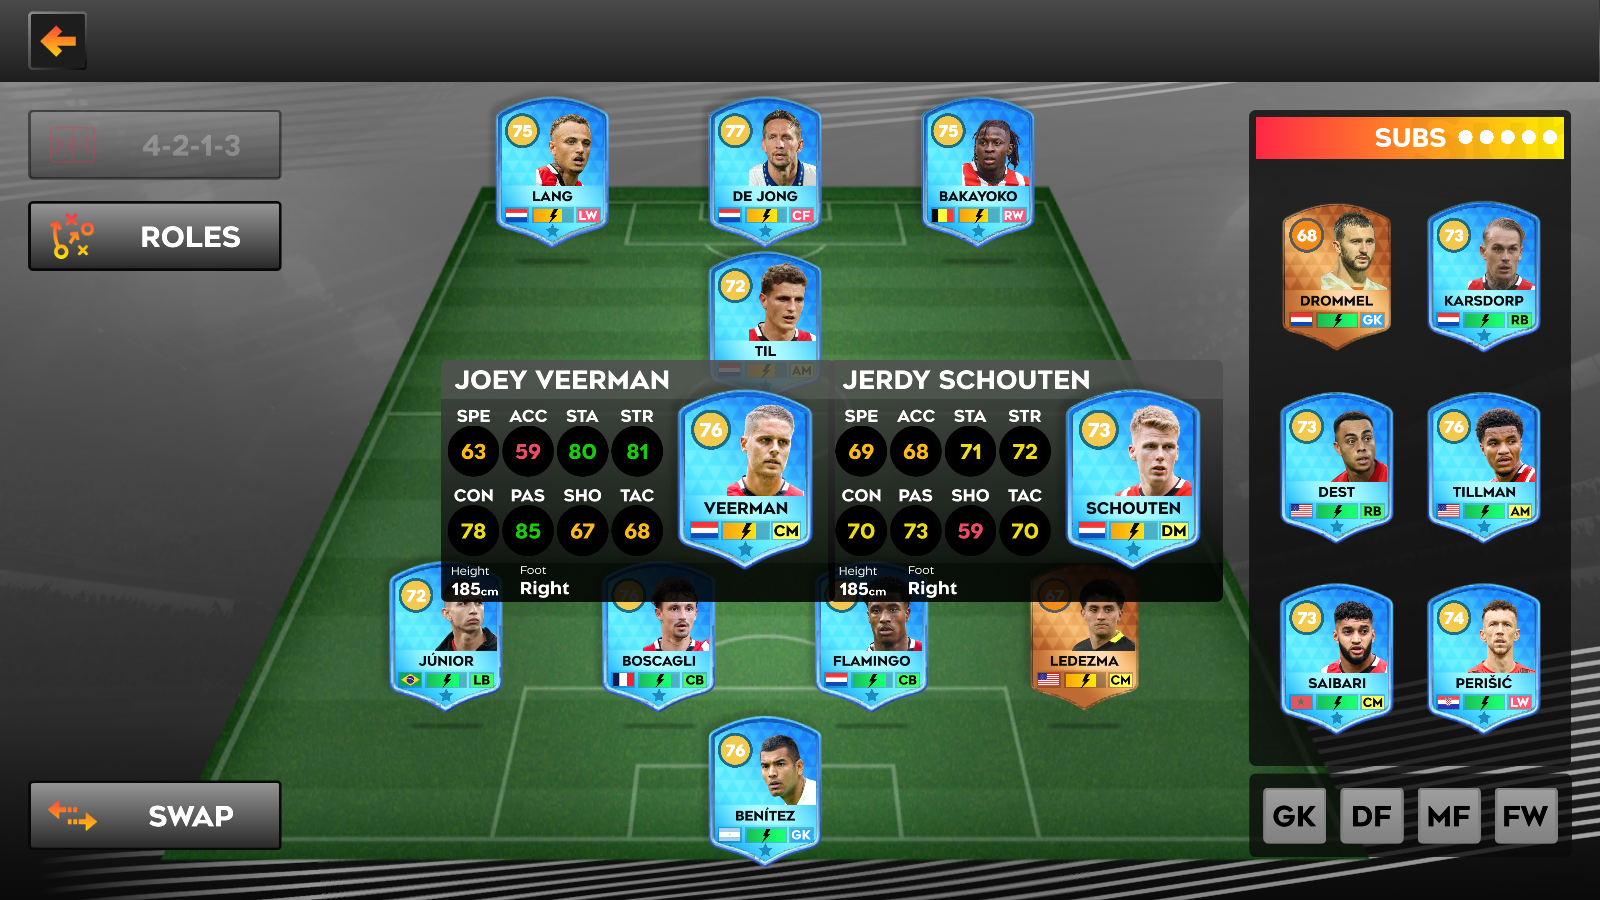 4-2-1-3
ROLES
SWAP
75
LANG
LW
77
DE JONG
CF
75
BAKAYOKO
RW
72
TIL
AM
JOEY VEERMAN
SPE ACC STA STR
63 59 80 81
CON PAS SHO TAC
78 85 67 68
Height Foot
185cm Right
76
VEERMAN
CM
JERDY SCHOUTEN
SPE ACC STA STR
69 68 71 72
CON PAS SHO TAC
70 73 59 70
Height Foot
185cm Right
73
SCHOUTEN
DM
72
JÚNIOR
LB
76
BOSCAGLI
CB
FLAMINGO
CB
67
LEDEZMA
CM
76
BENÍTEZ
GK
SUBS
68
DROMMEL
GK
73
KARSDORP
RB
73
DEST
RB
76
TILLMAN
AM
73
SAIBARI
CM
74
PERIŠIĆ
LW
GK DF MF FW